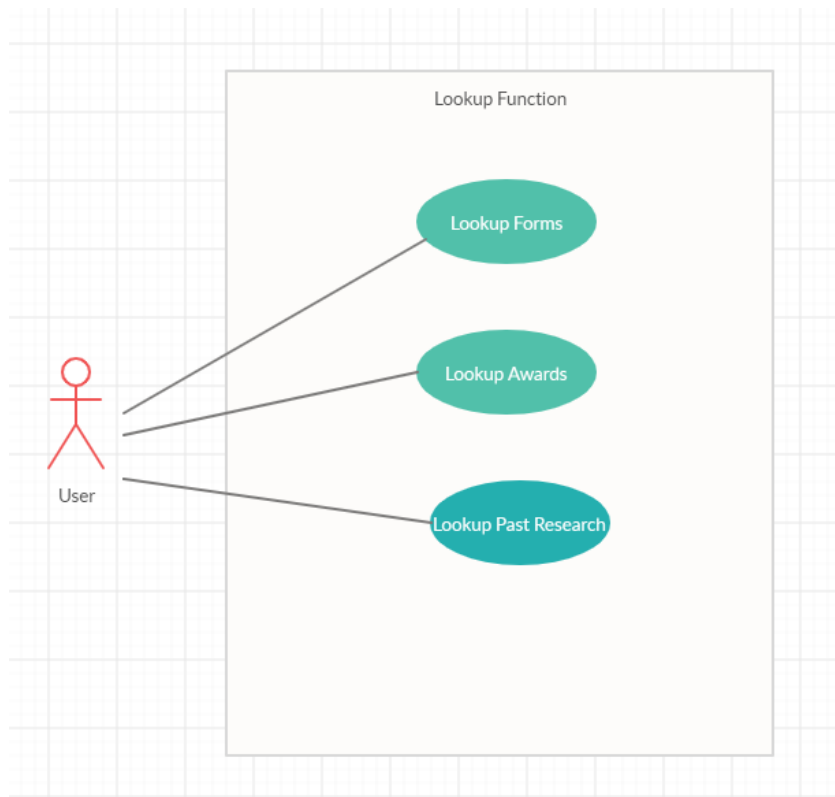 Lookup Function
Lookup Forms
Lookup Awards
User
Lookup Past Research